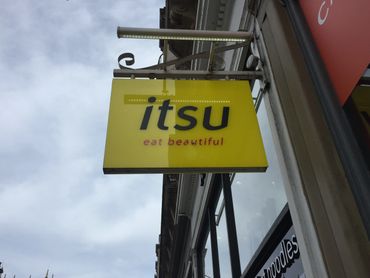 itsu
eat beautiful
noodles